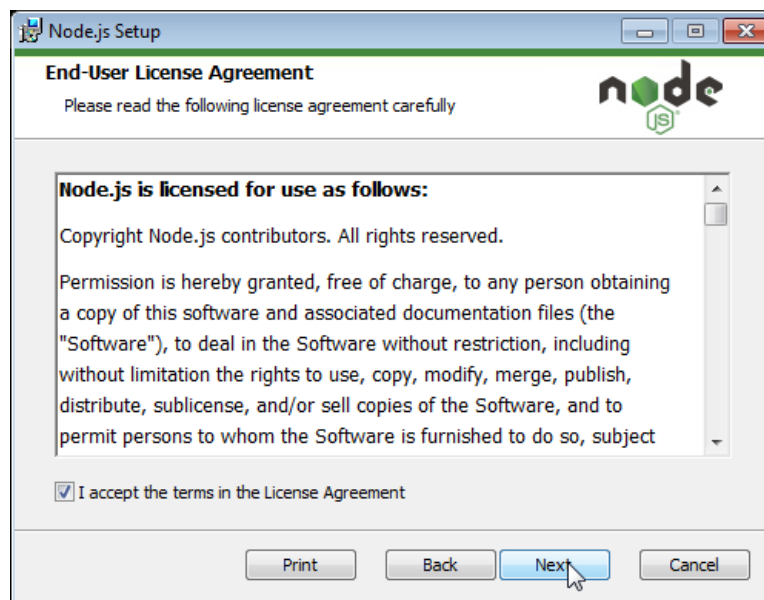 Node.js Setup
End-User License Agreement
Please read the following license agreement carefully
node
JS
Node.js is licensed for use as follows:
Copyright Node.js contributors. All rights reserved.
Permission is hereby granted, free of charge, to any person obtaining
a copy of this software and associated documentation files (the
"Software"), to deal in the Software without restriction, including
without limitation the rights to use, copy, modify, merge, publish,
distribute, sublicense, and/or sell copies of the Software, and to
permit persons to whom the Software is furnished to do so, subject
I accept the terms in the License Agreement
Print Back Next Cancel